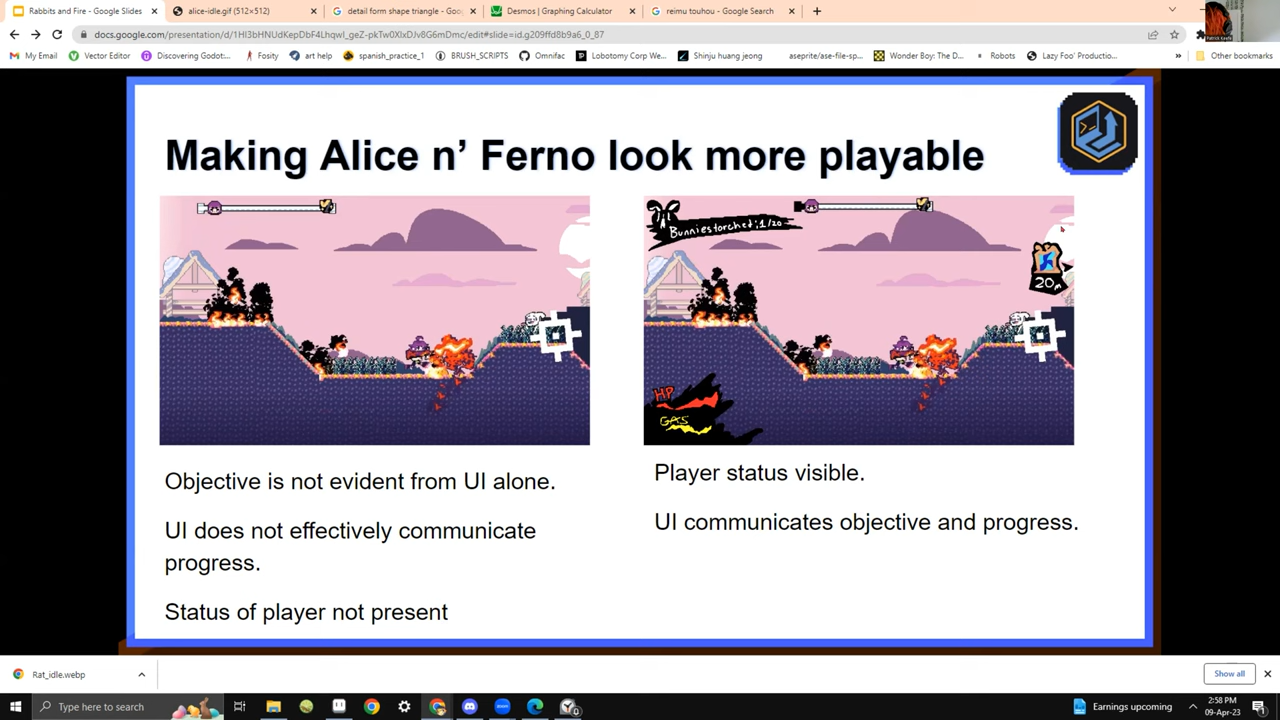 Rabbits and Fire - Google Slides
alice-idle.gif (512×512)
detail form shape triangle - Goo
Desmos | Graphing Calculator
reimu touhou - Google Search
My Email
Vector Editor
Discovering Godot:...
Fosity
art help
spanish_practice_1
BRUSH_SCRIPTS
Omnifac
Lobotomy Corp We...
Shinju huang jeong
aseprite/ase-file-sp...
Wonder Boy: The D...
Robots
Lazy Foo' Productio...
Other bookmarks
Making Alice n' Ferno look more playable
Bunnies torched; 1/20
20m
HP
GAS
Objective is not evident from UI alone.
UI does not effectively communicate
progress.
Status of player not present
Player status visible.
UI communicates objective and progress.
Rat_idle.webp
Show all
Type here to search
Earnings upcoming
2:58 PM
09-Apr-23